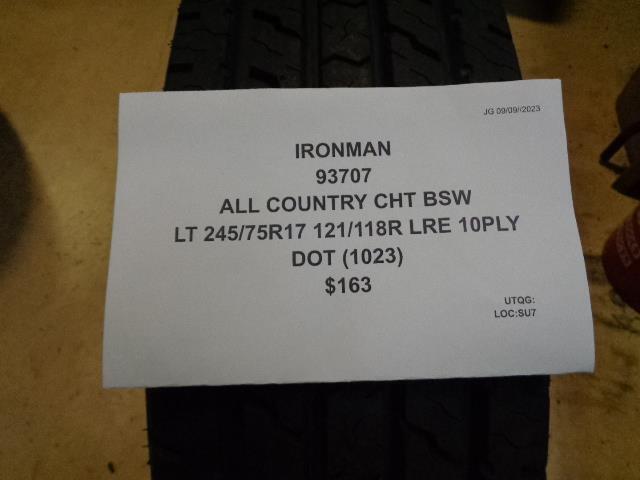 JG 09/09//2023
IRONMAN
93707
ALL COUNTRY CHT BSW
LT 245/75R17 121/118R LRE 10PLY
DOT (1023)
$163
UTQG:
LOC:SU7